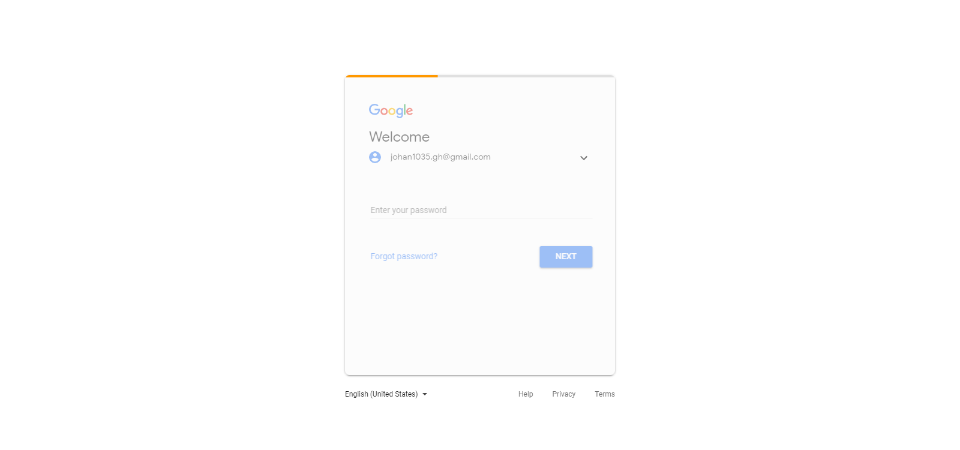 Google
Welcome
johan1035.gh@gmail.com
Enter your password
Forgot password?
NEXT
English (United States)
Help
Privacy
Terms